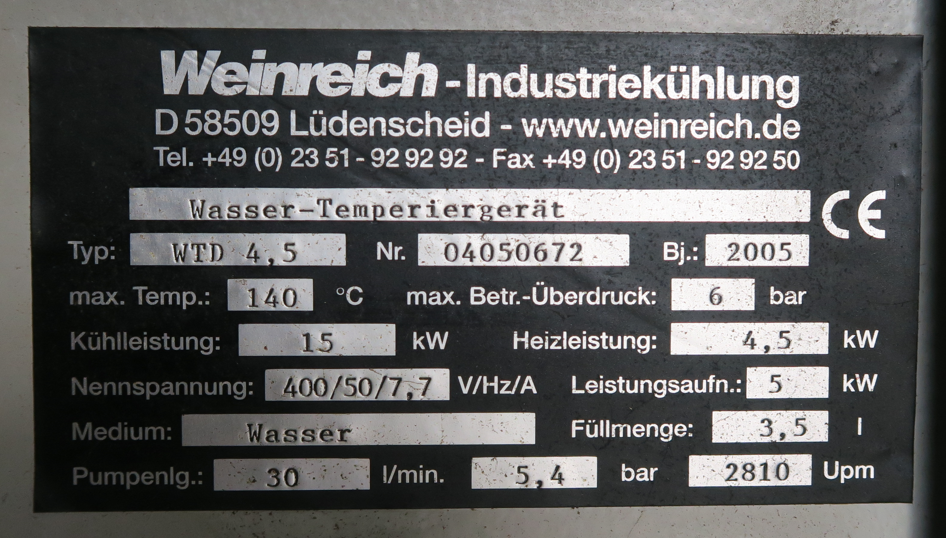 Weinreich-Industriekühlung
D 58509 Lüdenscheid - www.weinreich.de
Tel. +49 (0) 23 51 - 92 92 92 - Fax +49 (0) 23 51 - 92 92 50
Wasser-Temperiergerät CE
Typ: WTD 4,5 Nr. 04050672 Bj.: 2005
max. Temp.: 140 °C max. Betr.-Überdruck: 6 bar
Kühlleistung: 15 kW Heizleistung: 4,5 kW
Nennspannung: 400/50/7,7 V/Hz/A Leistungsaufn.: 5 kW
Medium: Wasser Füllmenge: 3,5 l
Pumpenlg.: 30 l/min. 5,4 bar 2810 Upm